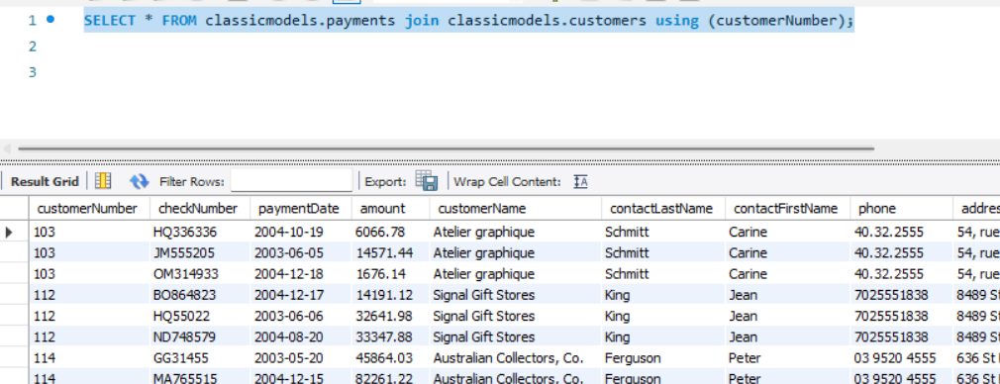 1 SELECT * FROM classicmodels.payments join classicmodels.customers using (customerNumber);
2
3
Result Grid Filter Rows: Export: Wrap Cell Content: IA
customerNumber checkNumber paymentDate amount customerName contactLastName contactFirstName phone addres
103 HQ336336 2004-10-19 6066.78 Atelier graphique Schmitt Carine 40.32.2555 54, rue
103 JM555205 2003-06-05 14571.44 Atelier graphique Schmitt Carine 40.32.2555 54, rue
103 OM314933 2004-12-18 1676.14 Atelier graphique Schmitt Carine 40.32.2555 54, rue
112 BO864823 2004-12-17 14191.12 Signal Gift Stores King Jean 7025551838 8489 St
112 HQ55022 2003-06-06 32641.98 Signal Gift Stores King Jean 7025551838 8489 St
112 ND748579 2004-08-20 33347.88 Signal Gift Stores King Jean 7025551838 8489 St
114 GG31455 2003-05-20 45864.03 Australian Collectors, Co. Ferguson Peter 03 9520 4555 636 St
114 MA765515 2004-12-15 82261.22 Australian Collectors, Co. Ferguson Peter 03 9520 4555 636 St